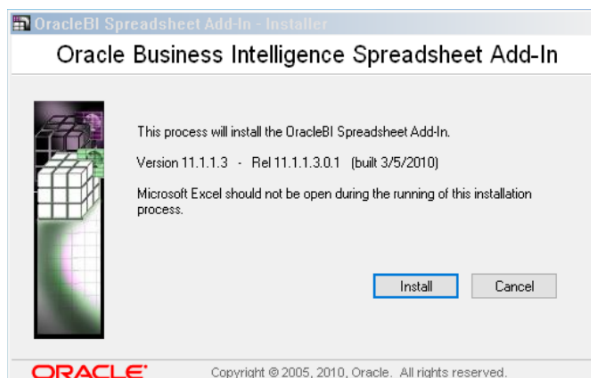 OracleBI Spreadsheet Add-In - Installer
Oracle Business Intelligence Spreadsheet Add-In
This process will install the OracleBI Spreadsheet Add-In.
Version 11.1.1.3 - Rel 11.1.1.3.0.1 (built 3/5/2010)
Microsoft Excel should not be open during the running of this installation
process.
Install Cancel
ORACLE Copyright © 2005, 2010, Oracle. All rights reserved.